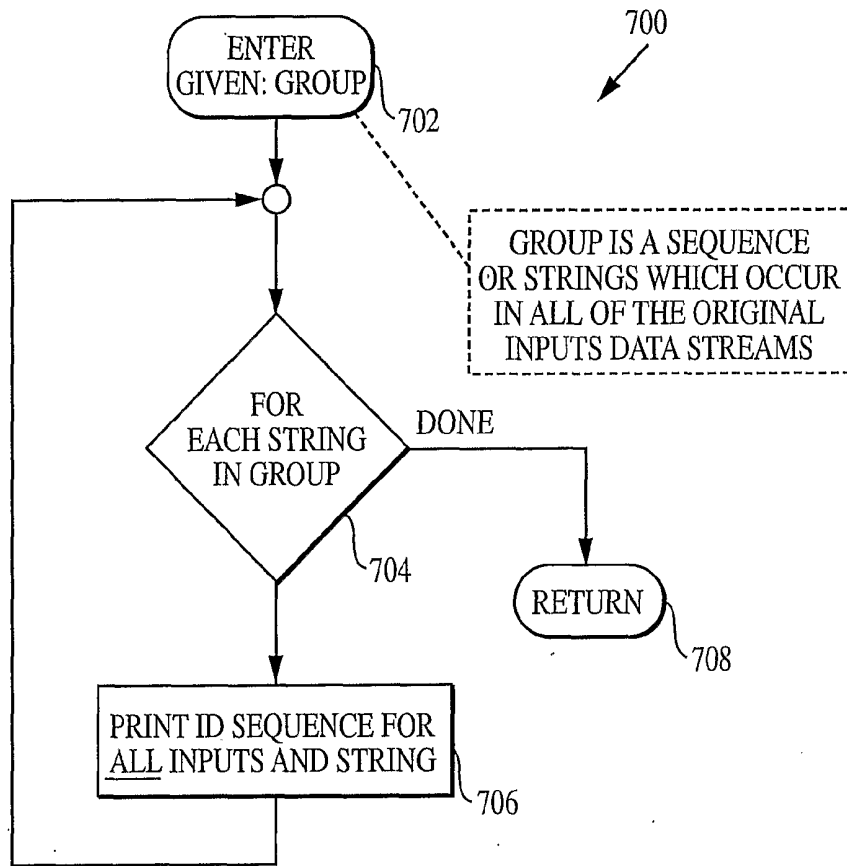 700
ENTER
GIVEN: GROUP
702
GROUP IS A SEQUENCE
OR STRINGS WHICH OCCUR
IN ALL OF THE ORIGINAL
INPUTS DATA STREAMS
FOR
EACH STRING
IN GROUP
DONE
704
RETURN
708
PRINT ID SEQUENCE FOR
ALL INPUTS AND STRING
706